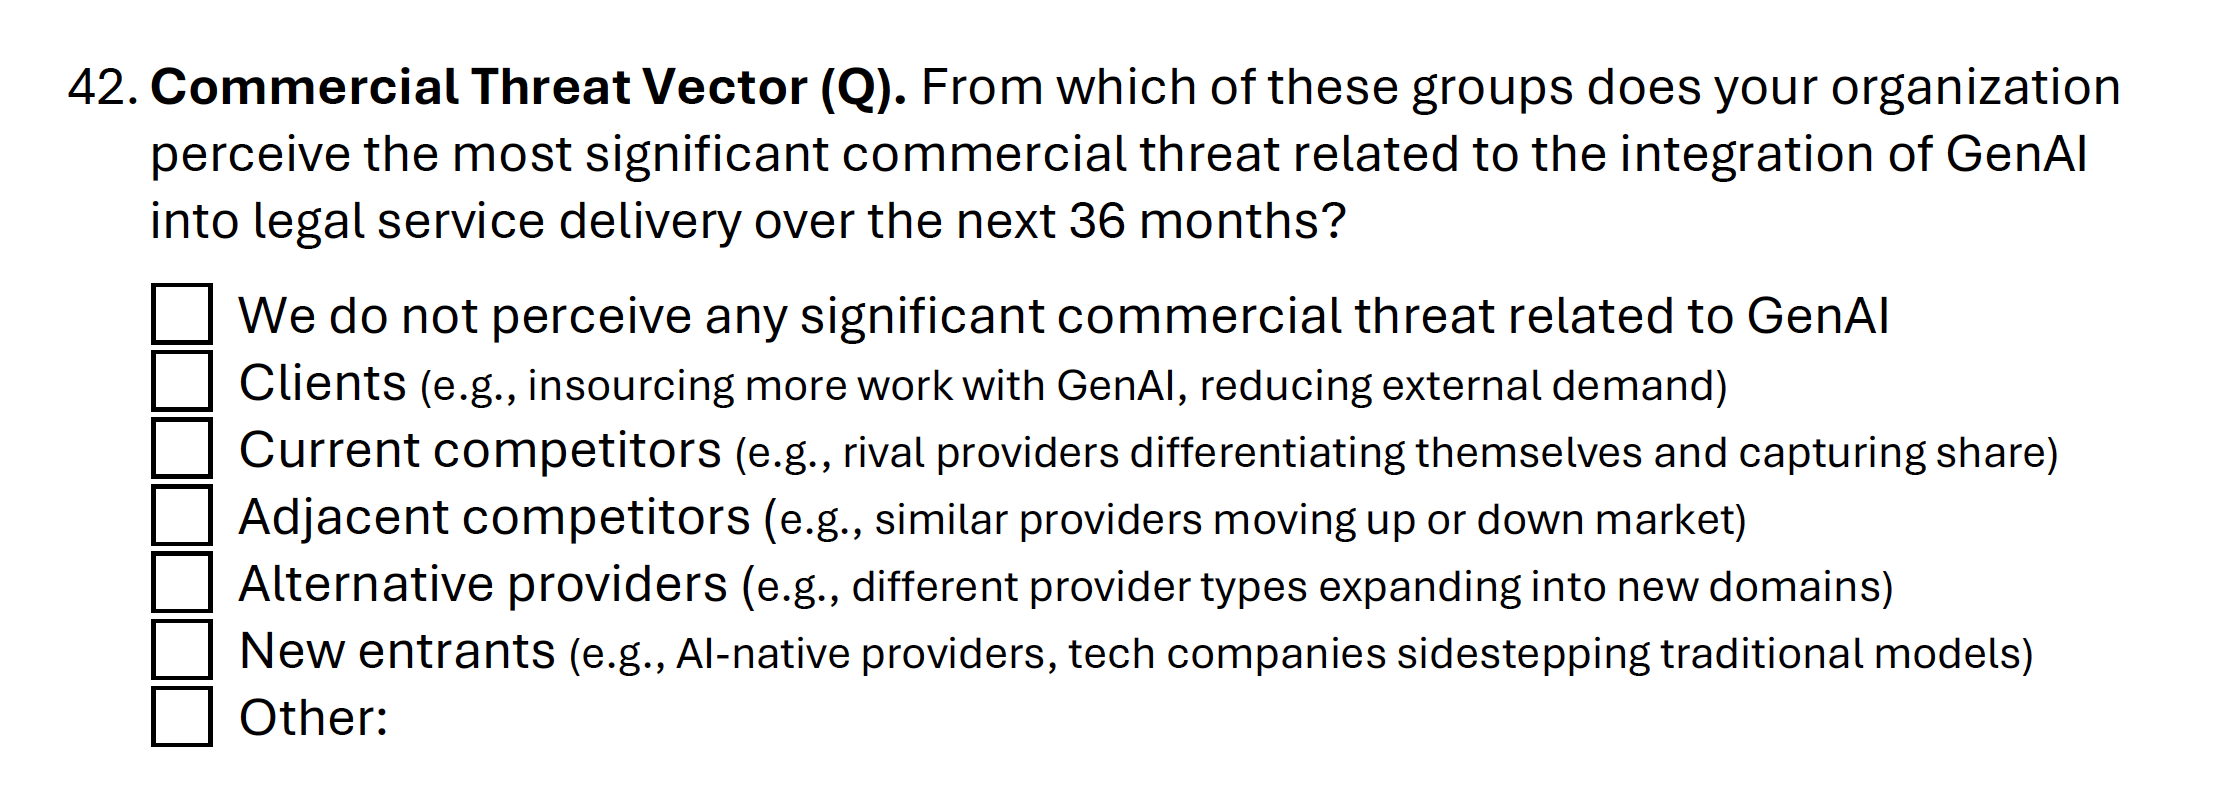 42. Commercial Threat Vector (Q). From which of these groups does your organization
perceive the most significant commercial threat related to the integration of GenAI
into legal service delivery over the next 36 months?
We do not perceive any significant commercial threat related to GenAI
Clients (e.g., insourcing more work with GenAI, reducing external demand)
Current competitors (e.g., rival providers differentiating themselves and capturing share)
Adjacent competitors (e.g., similar providers moving up or down market)
Alternative providers (e.g., different provider types expanding into new domains)
New entrants (e.g., AI-native providers, tech companies sidestepping traditional models)
Other: